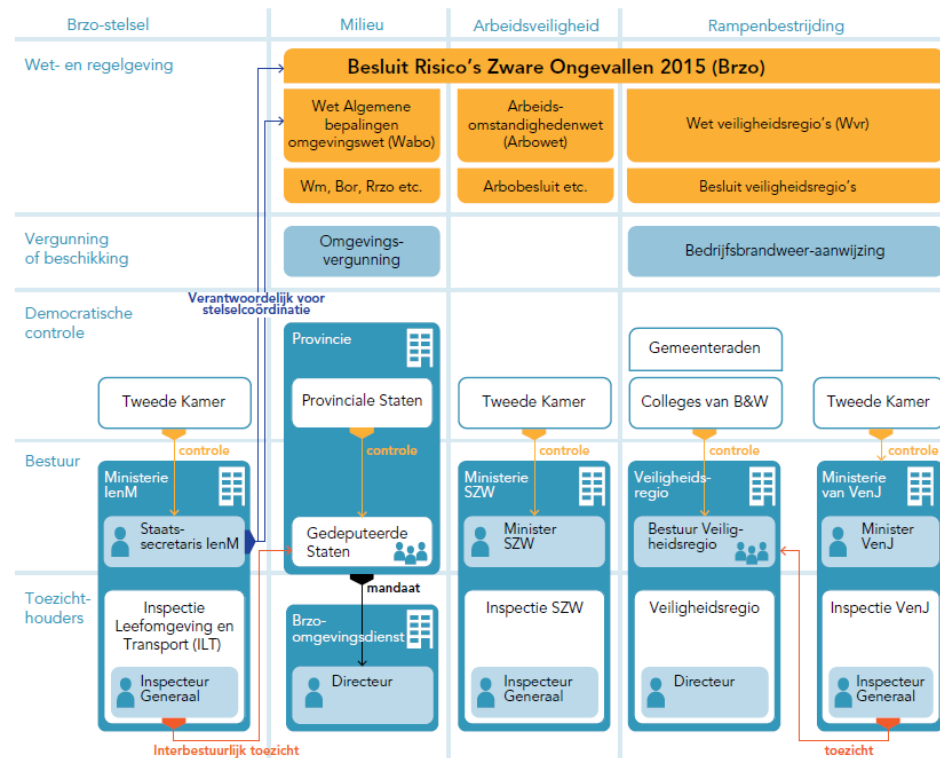 Brzo-stelsel
Milieu
Arbeidsveiligheid
Rampenbestrijding
Wet- en regelgeving
Besluit Risico's Zware Ongevallen 2015 (Brzo)
Wet Algemene
bepalingen
omgevingswet (Wabo)
Arbeids-
omstandighedenwet
(Arbowet)
Wet veiligheidsregio's (Wvr)
Wm, Bor, Rrzo etc.
Arbobesluit etc.
Besluit veiligheidsregio's
Vergunning
of beschikking
Omgevings-
vergunning
Bedrijfsbrandweer-aanwijzing
Verantwoordelijk voor
stelselcoördinatie
Democratische
controle
Provincie
Gemeenteraden
Tweede Kamer
Provinciale Staten
Tweede Kamer
Colleges van B&W
Tweede Kamer
controle
controle
controle
controle
controle
Bestuur
Ministerie
IenM
Ministerie
SZW
Veiligheids-
regio
Ministerie
van VenJ
Staats-
secretaris IenM
Gedeputeerde
Staten
Minister
SZW
Bestuur Veilig-
heidsregio
Minister
VenJ
mandaat
Toezicht-
houders
Inspectie
Leefomgeving en
Transport (ILT)
Brzo-
omgevingsdienst
Inspectie SZW
Veiligheidsregio
Inspectie VenJ
Inspecteur
Generaal
Directeur
Inspecteur
Generaal
Directeur
Inspecteur
Generaal
Interbestuurlijk toezicht
toezicht